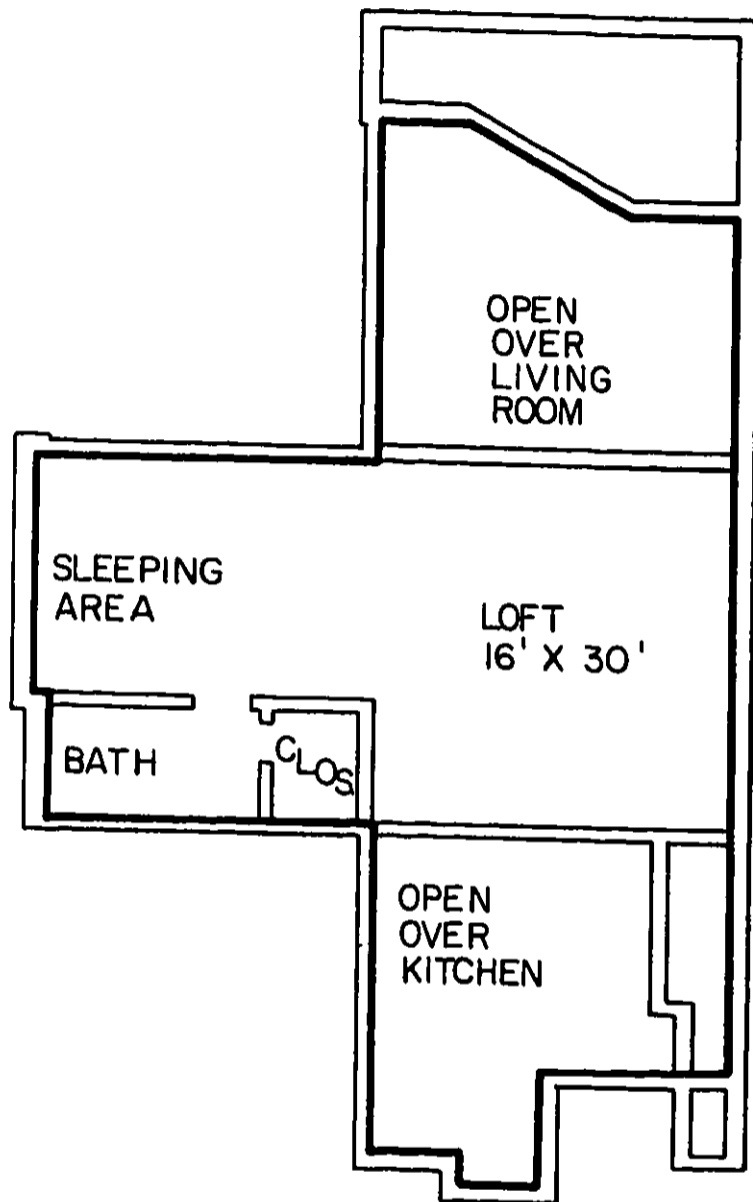 OPEN
OVER
LIVING
ROOM
SLEEPING
AREA
LOFT
16' X 30'
BATH
CLOS.
OPEN
OVER
KITCHEN